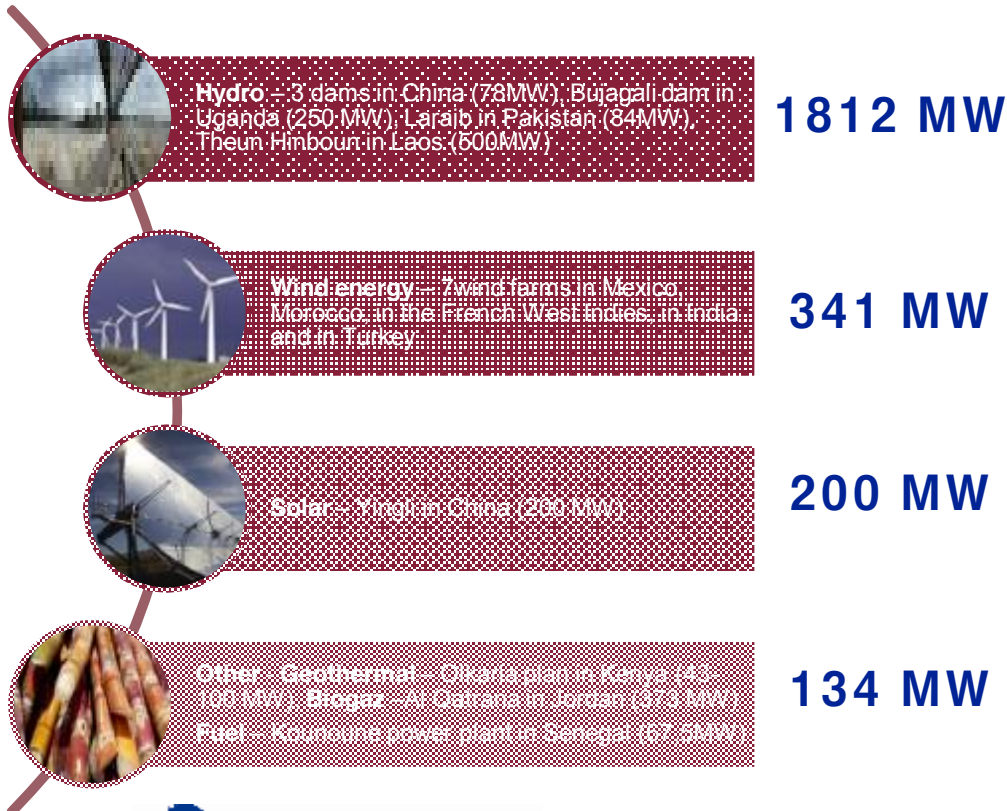 Hydro – 3 dams in China (78MW), Bujagali dam in
Uganda (250 MW), Laraib in Pakistan (84MW),
Theun Hinboun in Laos (500MW)
1812 MW
Wind energy – 7wind farms in Mexico,
Morocco, in the French West Indies, in India
and in Turkey
341 MW
Solar – Yingli in China (200 MW)
200 MW
Other : Geothermal – Olkaria plan in Kenya (43-
100 MW), Biogaz - Al Qatrana in Jordan (373 MW)
Fuel – Kounoune power plant in Senegal (67.5MW)
134 MW